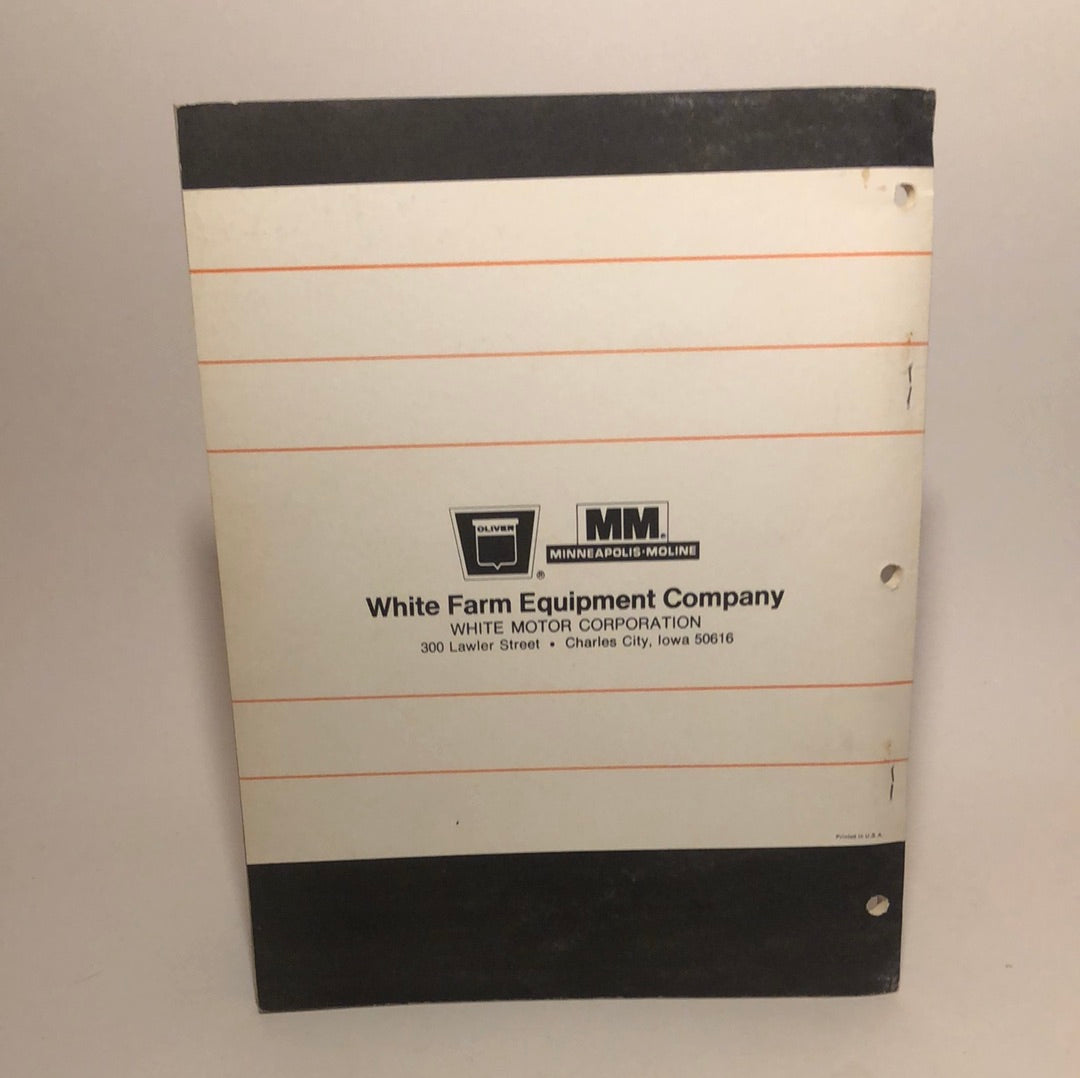 OLIVER
®
MM
MINNEAPOLIS-MOLINE
White Farm Equipment Company
WHITE MOTOR CORPORATION
300 Lawler Street • Charles City, Iowa 50616
Printed in U.S.A.